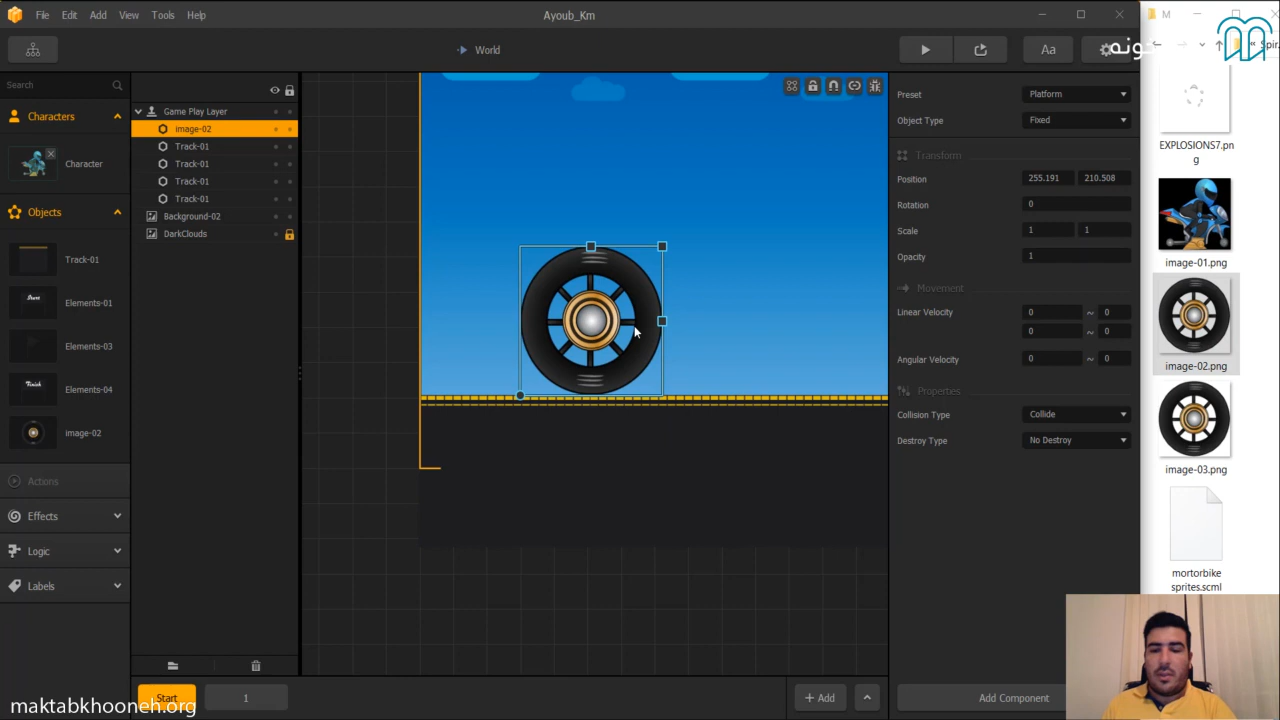 File Edit Add View Tools Help
Ayoub_Km
World
Aa
Search
Characters
Character
Objects
Track-01
Elements-01
Start
Elements-03
Elements-04
Finish
image-02
Actions
Effects
Logic
Labels
Game Play Layer
image-02
Track-01
Track-01
Track-01
Track-01
Background-02
DarkClouds
Start
1
Add
Preset Platform
Object Type Fixed
Transform
Position 255.191 210.508
Rotation 0
Scale 1 1
Opacity 1
Movement
Linear Velocity 0 ~ 0
0 ~ 0
Angular Velocity 0 ~ 0
Properties
Collision Type Collide
Destroy Type No Destroy
Add Component
M
« Spir
EXPLOSIONS7.pn
g
image-01.png
image-02.png
image-03.png
mortorbike
sprites.scml
maktabkhooneh.org